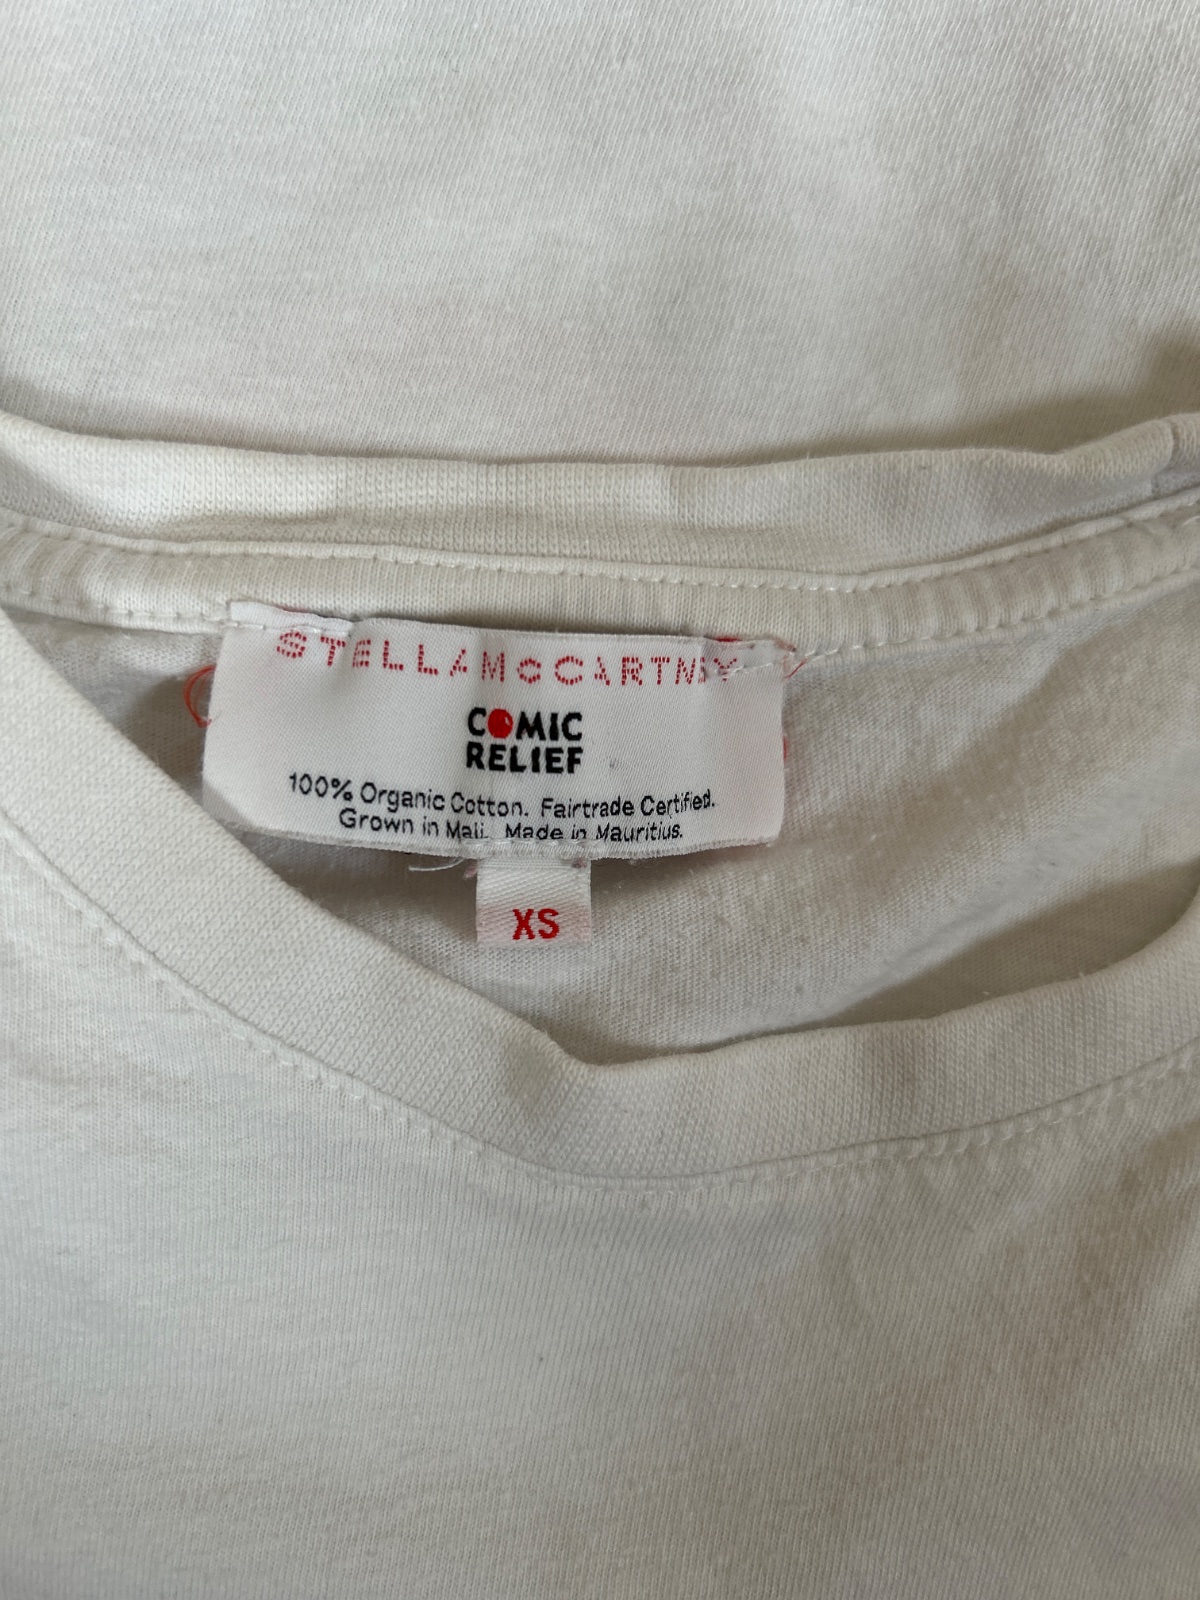 STELLA McCARTNEY
COMIC
RELIEF
100% Organic Cotton. Fairtrade Certified.
Grown in Mali. Made in Mauritius.
XS